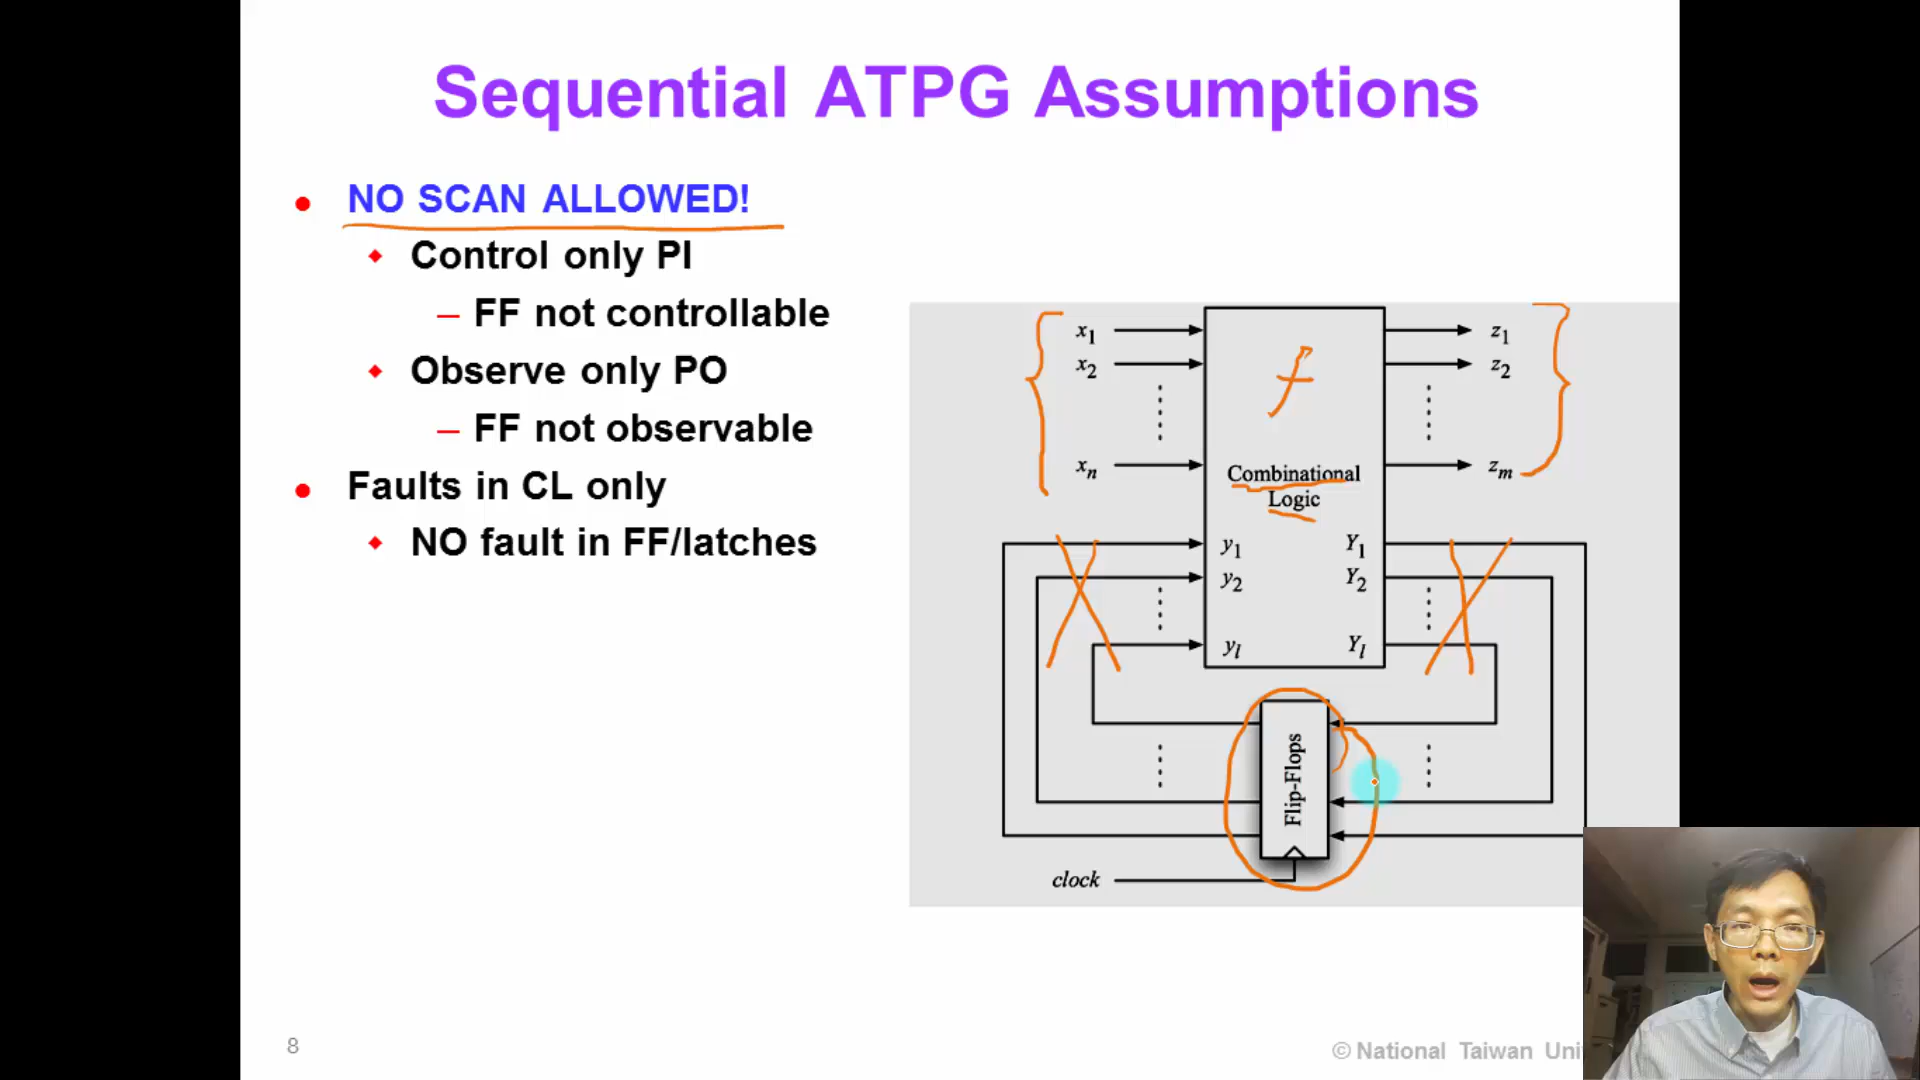 Sequential ATPG Assumptions
• NO SCAN ALLOWED!
◆ Control only PI
– FF not controllable
◆ Observe only PO
– FF not observable
• Faults in CL only
◆ NO fault in FF/latches
x1 z1
x2 z2
f
xn zm
Combinational
Logic
y1 Y1
y2 Y2
yl Yl
Flip-Flops
clock
8
© National Taiwan Uni